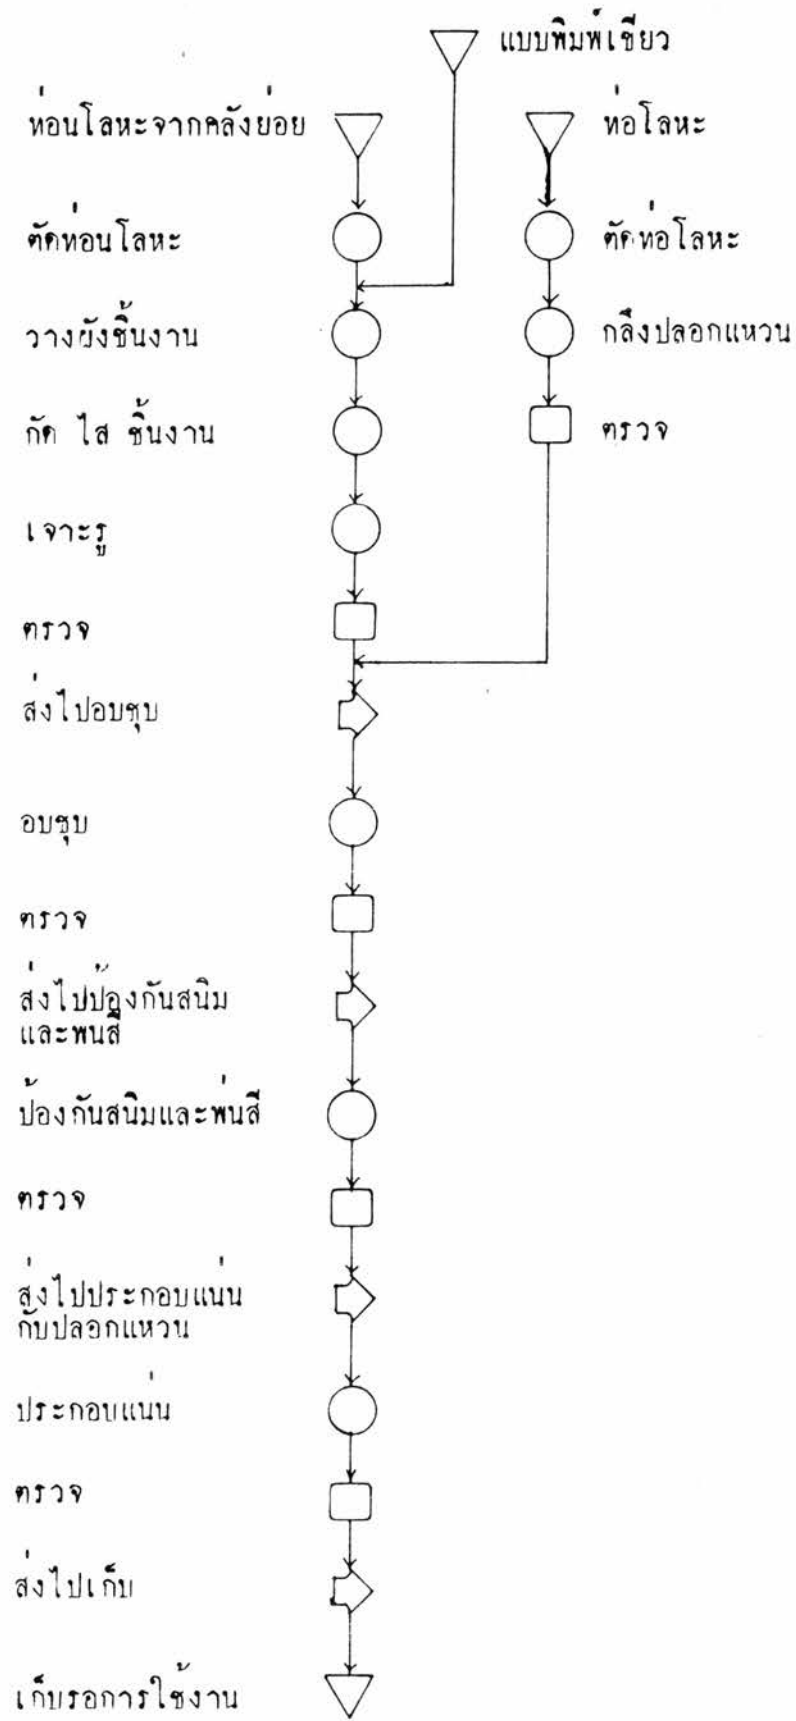 แบบพิมพ์เขียว
ท่อนโลหะจากคลังย่อย
ท่อโลหะ
ตัดท่อนโลหะ
ตัดท่อโลหะ
วางผังชิ้นงาน
กลึงปลอกแหวน
กัด ไส ชิ้นงาน
ตรวจ
เจาะรู
ตรวจ
ส่งไปอบชุบ
อบชุบ
ตรวจ
ส่งไปป้องกันสนิม
และพนสี
ป้องกันสนิมและพ่นสี
ตรวจ
ส่งไปประกอบแน่น
กับปลอกแหวน
ประกอบแน่น
ตรวจ
ส่งไปเก็บ
เก็บรอการใช้งาน